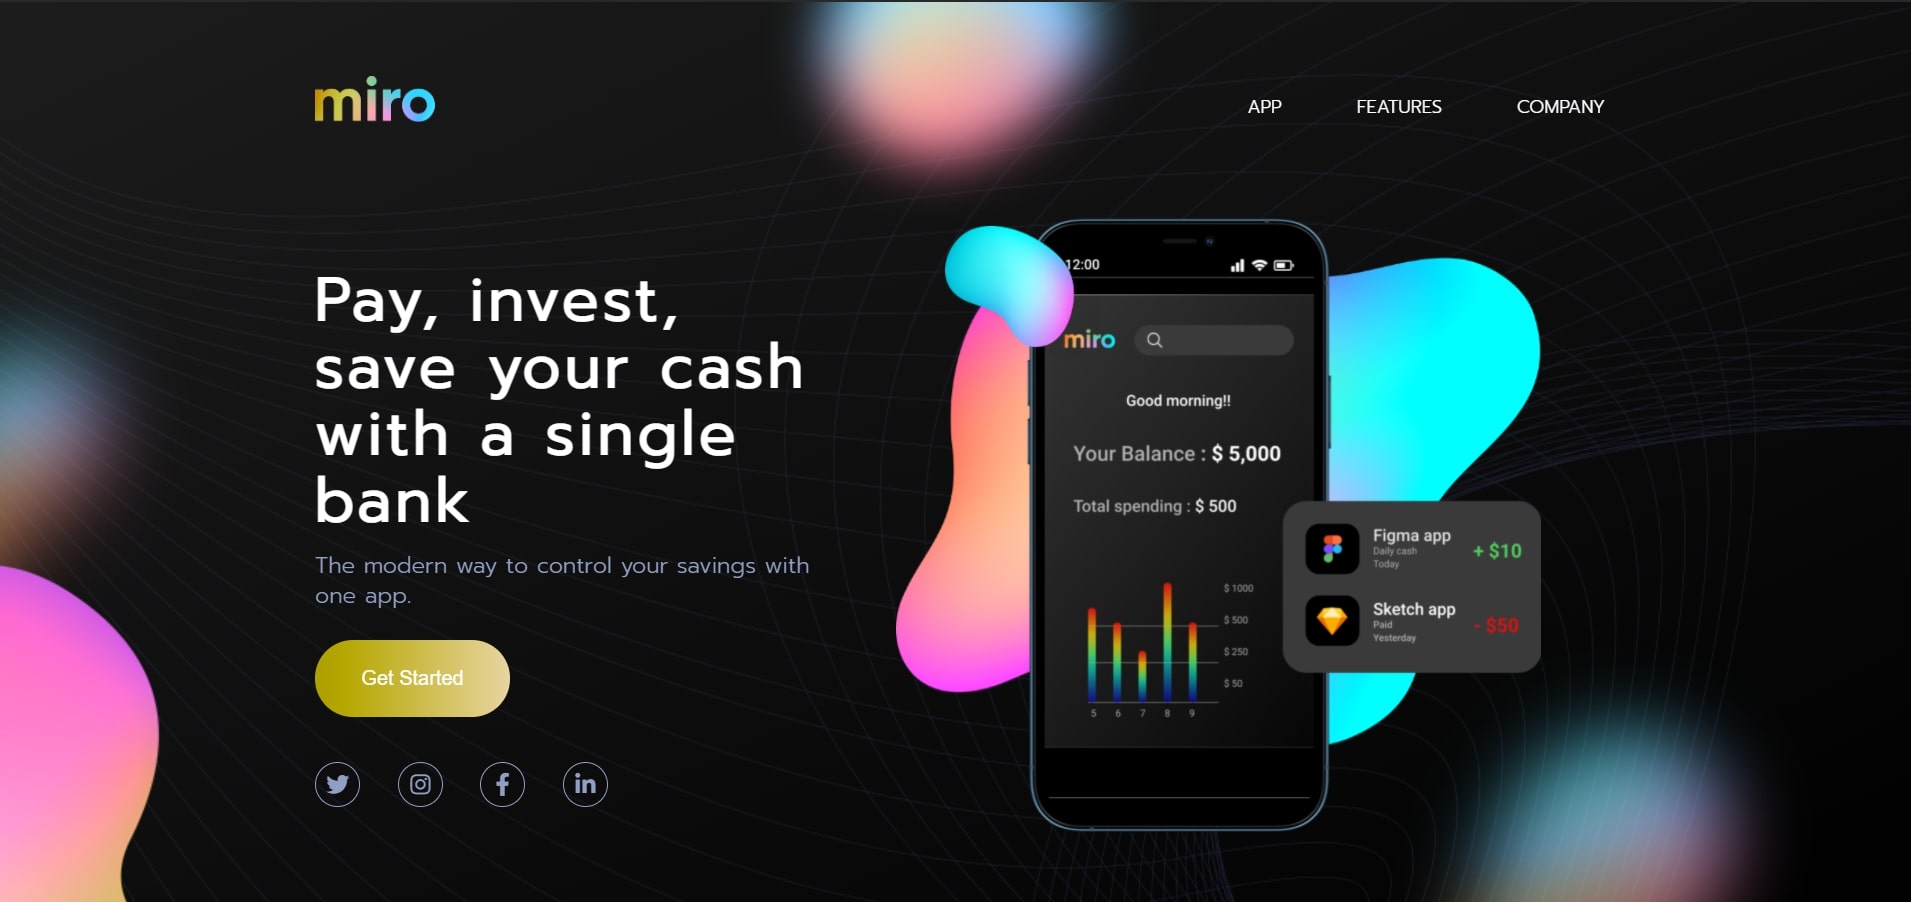 miro
APP
FEATURES
COMPANY
Pay, invest,
save your cash
with a single
bank
The modern way to control your savings with
one app.
Get Started
12:00
miro
Good morning!!
Your Balance : $ 5,000
Total spending : $ 500
$ 1000
$ 500
$ 250
$ 50
5 6 7 8 9
Figma app
Daily cash
Today
+ $10
Sketch app
Paid
Yesterday
- $50